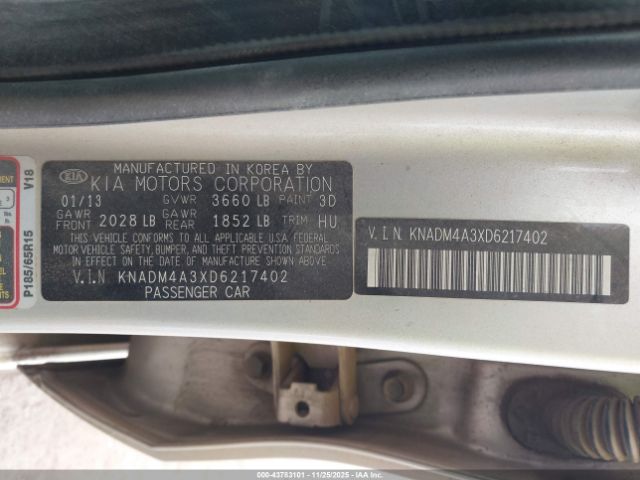 KIA
MANUFACTURED IN KOREA BY
KIA MOTORS CORPORATION
01/13 GVWR 3660 LB PAINT 3D
GAWR FRONT 2028 LB GAWR REAR 1852 LB TRIM HU
THIS VEHICLE CONFORMS TO ALL APPLICABLE U.S.A FEDERAL
MOTOR VEHICLE SAFETY, BUMPER, AND THEFT PREVENTION STANDARDS
IN EFFECT ON THE DATE OF MANUFACTURE SHOWN ABOVE.
V.I.N KNADM4A3XD6217402
PASSENGER CAR
V.I.N. KNADM4A3XD6217402
P185/65R15 V18
000-43783101 - 11/25/2025 - IAAI.COM